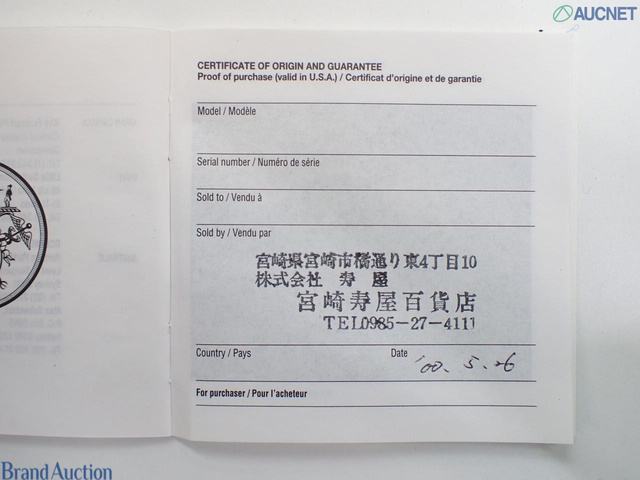 AUCNET
CERTIFICATE OF ORIGIN AND GUARANTEE
Proof of purchase (valid in U.S.A.) / Certificat d'origine et de garantie
Model / Modèle
Serial number / Numéro de série
Sold to / Vendu à
Sold by / Vendu par
宮崎県宮崎市橘通り東4丁目10
株式会社 寿屋
宮崎寿屋百貨店
TEL0985-27-4111
Country / Pays
Date '00. 5. 26
For purchaser / Pour l'acheteur
Brand Auction